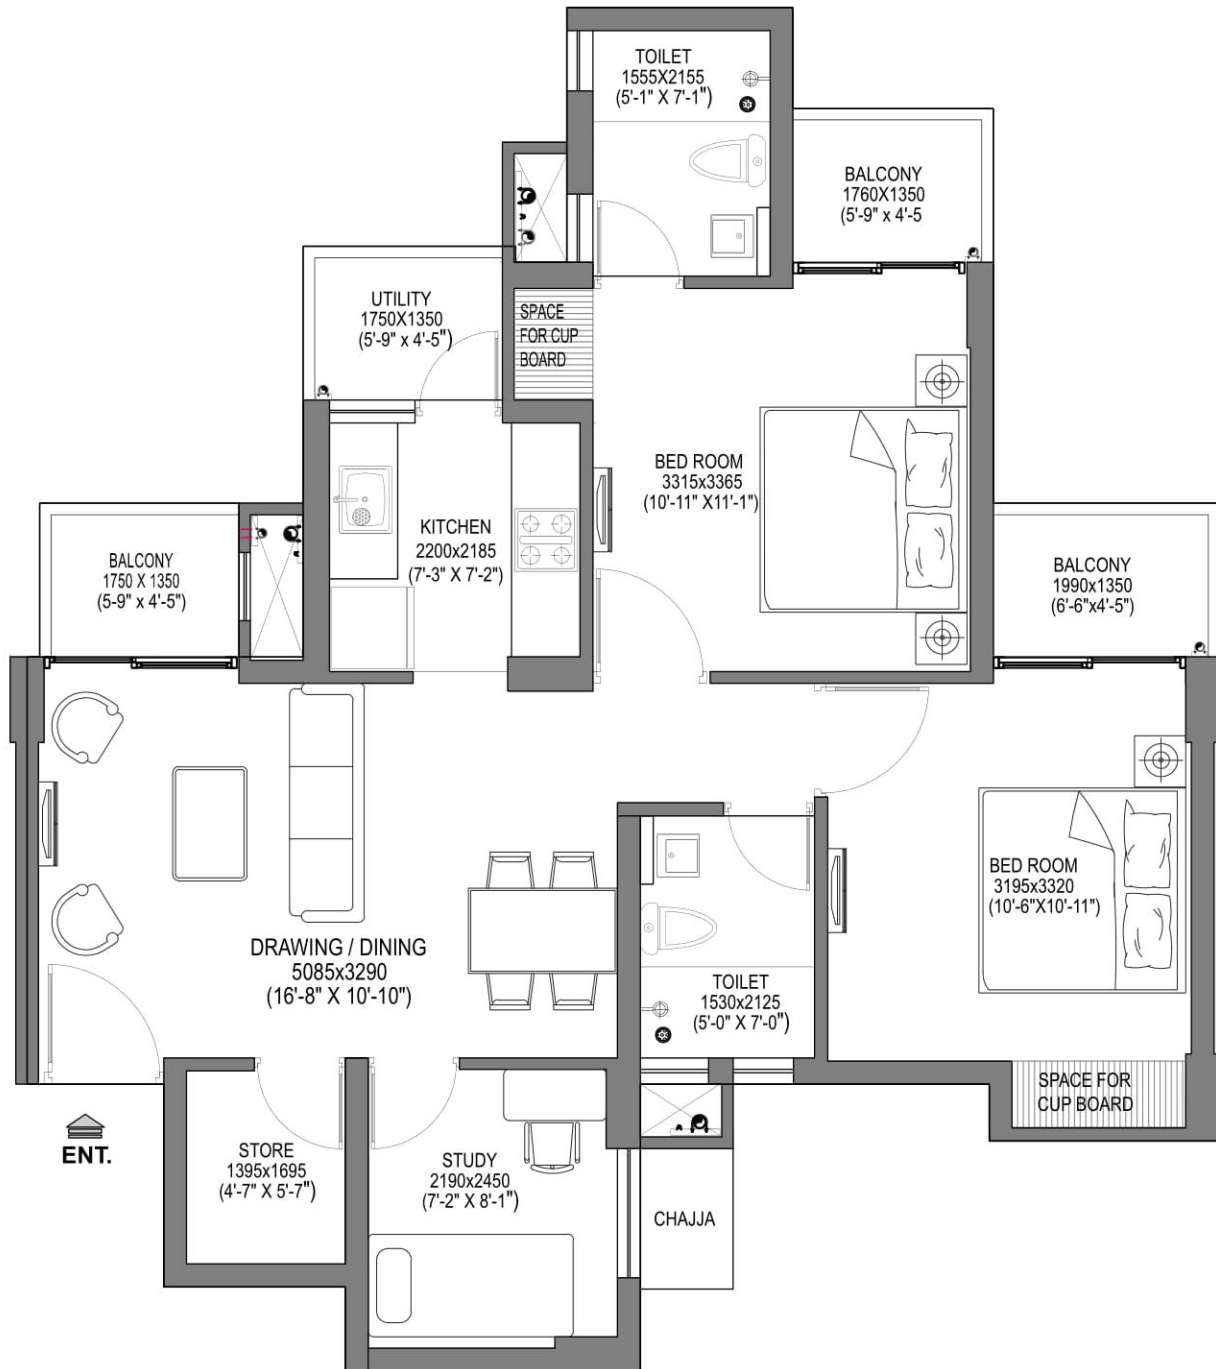 TOILET
1555X2155
(5'-1" X 7'-1")
BALCONY
1760X1350
(5'-9" x 4'-5
UTILITY
1750X1350
(5'-9" x 4'-5")
SPACE
FOR CUP
BOARD
BED ROOM
3315x3365
(10'-11" X11'-1")
KITCHEN
2200x2185
(7'-3" X 7'-2")
BALCONY
1750 X 1350
(5-9" x 4'-5")
BALCONY
1990x1350
(6'-6"x4'-5")
BED ROOM
3195x3320
(10'-6"X10'-11")
DRAWING / DINING
5085x3290
(16'-8" X 10'-10")
TOILET
1530x2125
(5'-0" X 7'-0")
SPACE FOR
CUP BOARD
ENT.
STORE
1395x1695
(4'-7" X 5'-7")
STUDY
2190x2450
(7'-2" X 8'-1")
CHAJJA